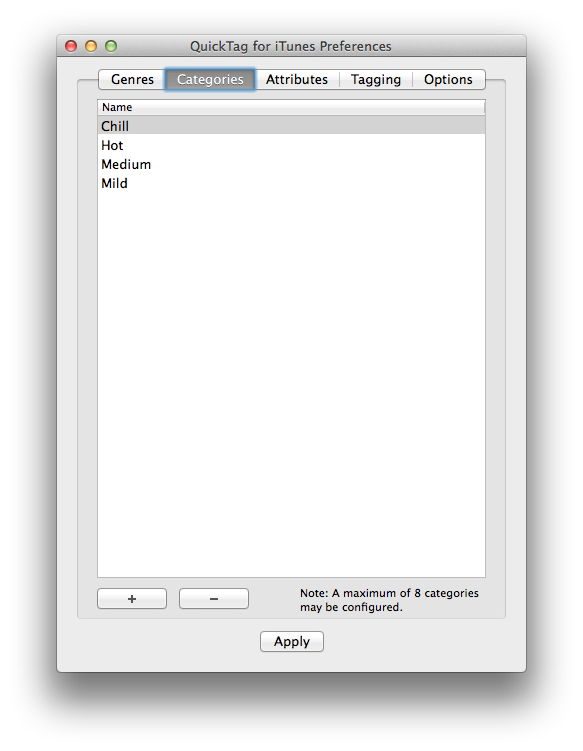 QuickTag for iTunes Preferences
Genres Categories Attributes Tagging Options
Name
Chill
Hot
Medium
Mild
+ −
Note: A maximum of 8 categories
may be configured.
Apply